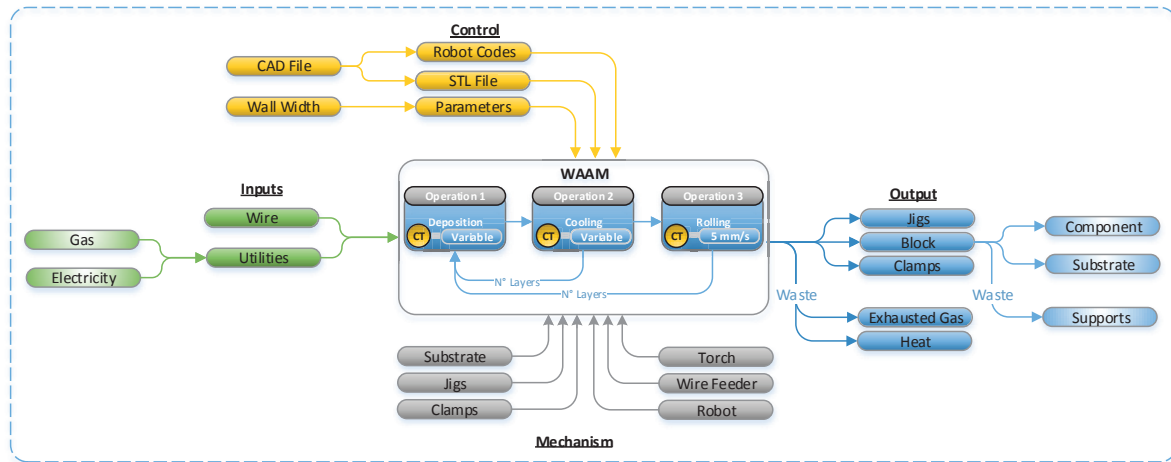 Control
CAD File
Robot Codes
STL File
Wall Width
Parameters
WAAM
Inputs
Wire
Gas
Utilities
Electricity
Operation 1
Deposition
CT
Variable
Operation 2
Cooling
CT
Variable
Operation 3
Rolling
CT
5 mm/s
N° Layers
N° Layers
Output
Jigs
Block
Clamps
Waste
Exhausted Gas
Heat
Component
Substrate
Waste
Supports
Substrate
Jigs
Clamps
Torch
Wire Feeder
Robot
Mechanism